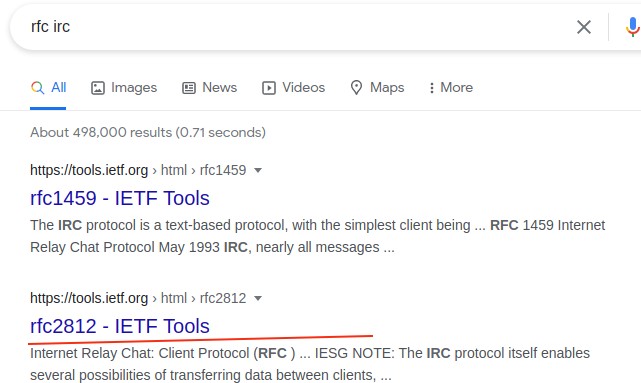 rfc irc
All Images News Videos Maps More
About 498,000 results (0.71 seconds)
https://tools.ietf.org › html › rfc1459
rfc1459 - IETF Tools
The IRC protocol is a text-based protocol, with the simplest client being ... RFC 1459 Internet
Relay Chat Protocol May 1993 IRC, nearly all messages ...
https://tools.ietf.org › html › rfc2812
rfc2812 - IETF Tools
Internet Relay Chat: Client Protocol (RFC ) ... IESG NOTE: The IRC protocol itself enables
several possibilities of transferring data between clients, ...